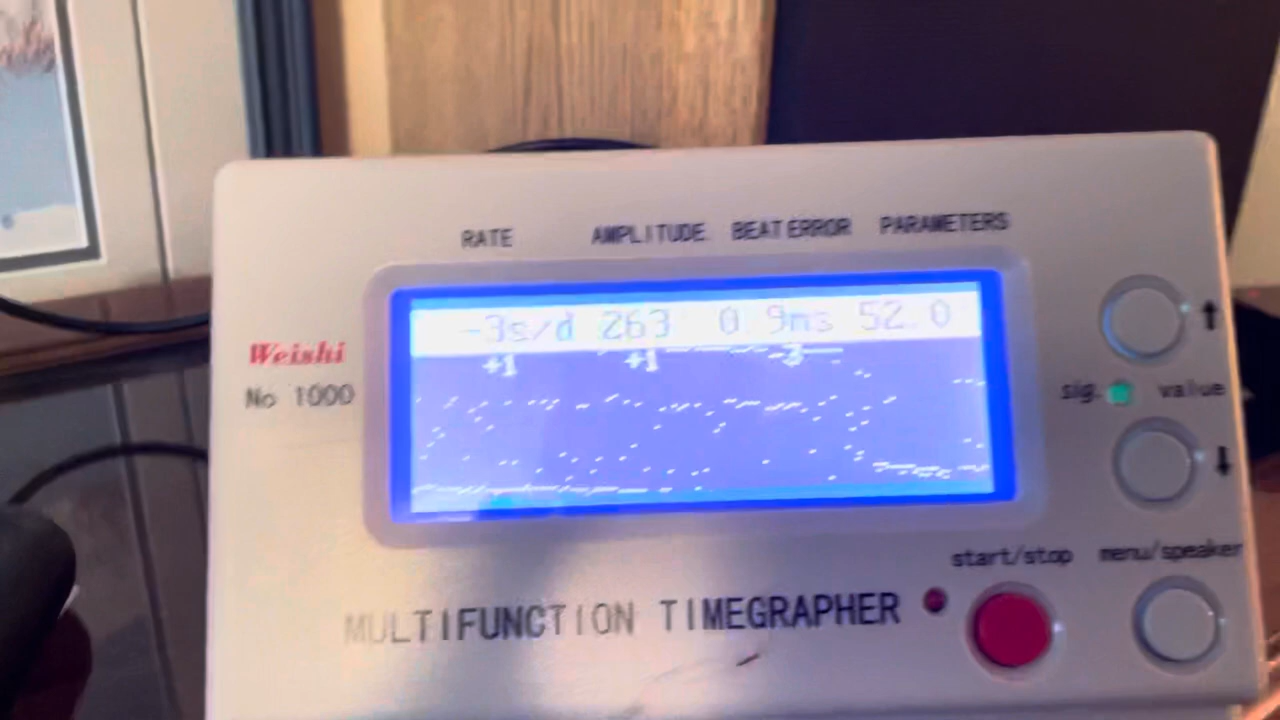 RATE AMPLITUDE BEAT ERROR PARAMETERS
-3s/d 263 0.9ms 52.0
+1 +1 -3
Weishi
No 1000
sig. value
start/stop menu/speaker
MULTIFUNCTION TIMEGRAPHER